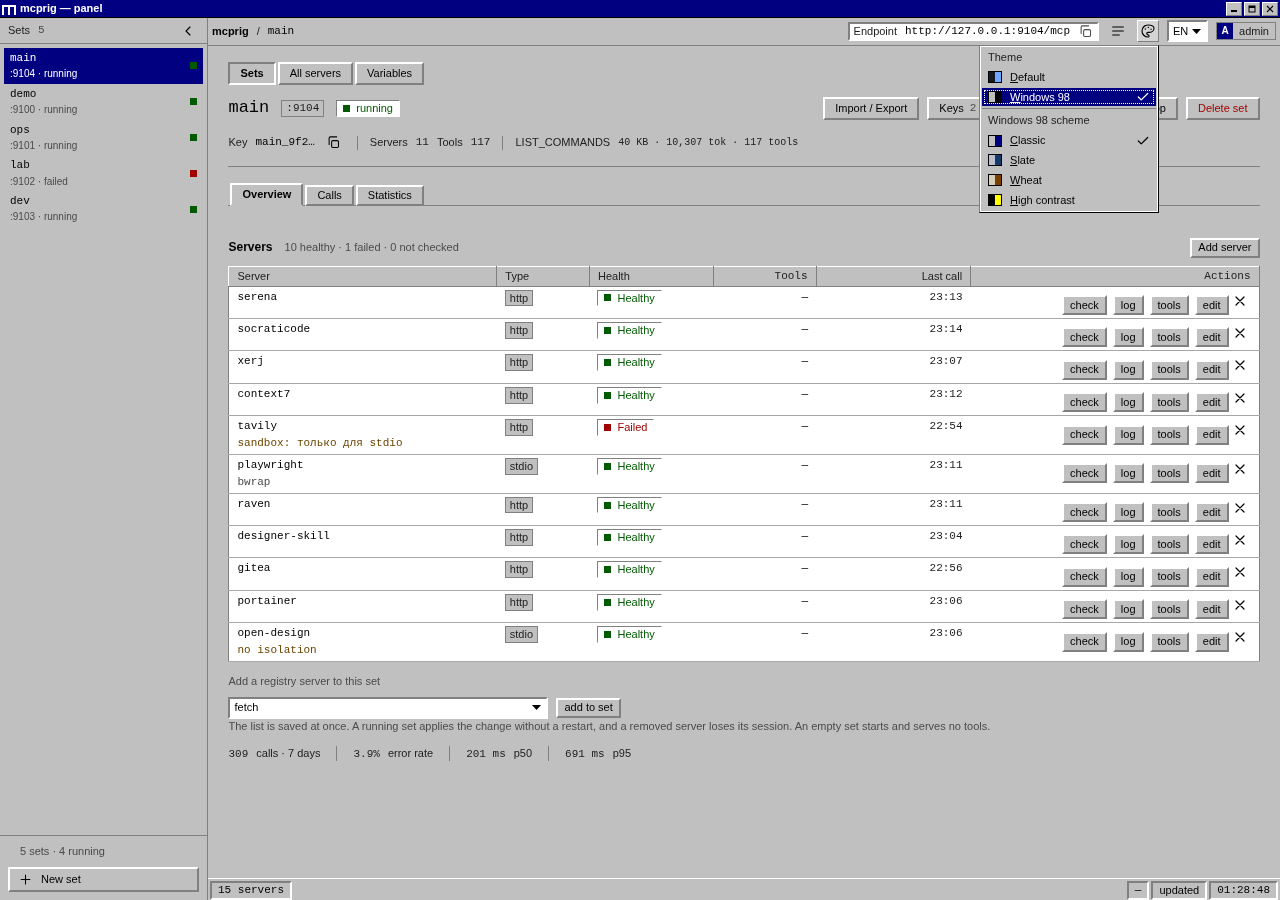 mcprig — panel
Sets 5
mcprig / main
Endpoint http://127.0.0.1:9104/mcp
EN
A admin
main
:9104 · running
demo
:9100 · running
ops
:9101 · running
lab
:9102 · failed
dev
:9103 · running
5 sets · 4 running
New set
Sets
All servers
Variables
main :9104 running
Import / Export
Keys 2
Delete set
Key main_9f2… Servers 11 Tools 117 LIST_COMMANDS 40 KB · 10,307 tok · 117 tools
Theme
Default
Windows 98
Windows 98 scheme
Classic
Slate
Wheat
High contrast
Overview
Calls
Statistics
Servers 10 healthy · 1 failed · 0 not checked
Add server
Server Type Health Tools Last call Actions
serena http Healthy — 23:13 check log tools edit
socraticode http Healthy — 23:14 check log tools edit
xerj http Healthy — 23:07 check log tools edit
context7 http Healthy — 23:12 check log tools edit
tavily http Failed — 22:54 check log tools edit
sandbox: только для stdio
playwright stdio Healthy — 23:11 check log tools edit
bwrap
raven http Healthy — 23:11 check log tools edit
designer-skill http Healthy — 23:04 check log tools edit
gitea http Healthy — 22:56 check log tools edit
portainer http Healthy — 23:06 check log tools edit
open-design stdio Healthy — 23:06 check log tools edit
no isolation
Add a registry server to this set
fetch
add to set
The list is saved at once. A running set applies the change without a restart, and a removed server loses its session. An empty set starts and serves no tools.
309 calls · 7 days 3.9% error rate 201 ms p50 691 ms p95
15 servers
— updated 01:28:48